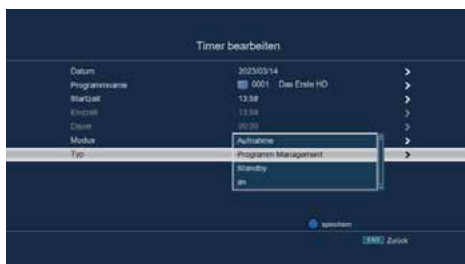 Timer bearbeiten
Datum 2023/03/14
Programmname 0001 Das Erste HD
Startzeit 13:58
Endzeit 13:58
Dauer 00:00
Modus Aufnahme
Typ Programm Management
Standby
an
speichern
EXIT Zurück